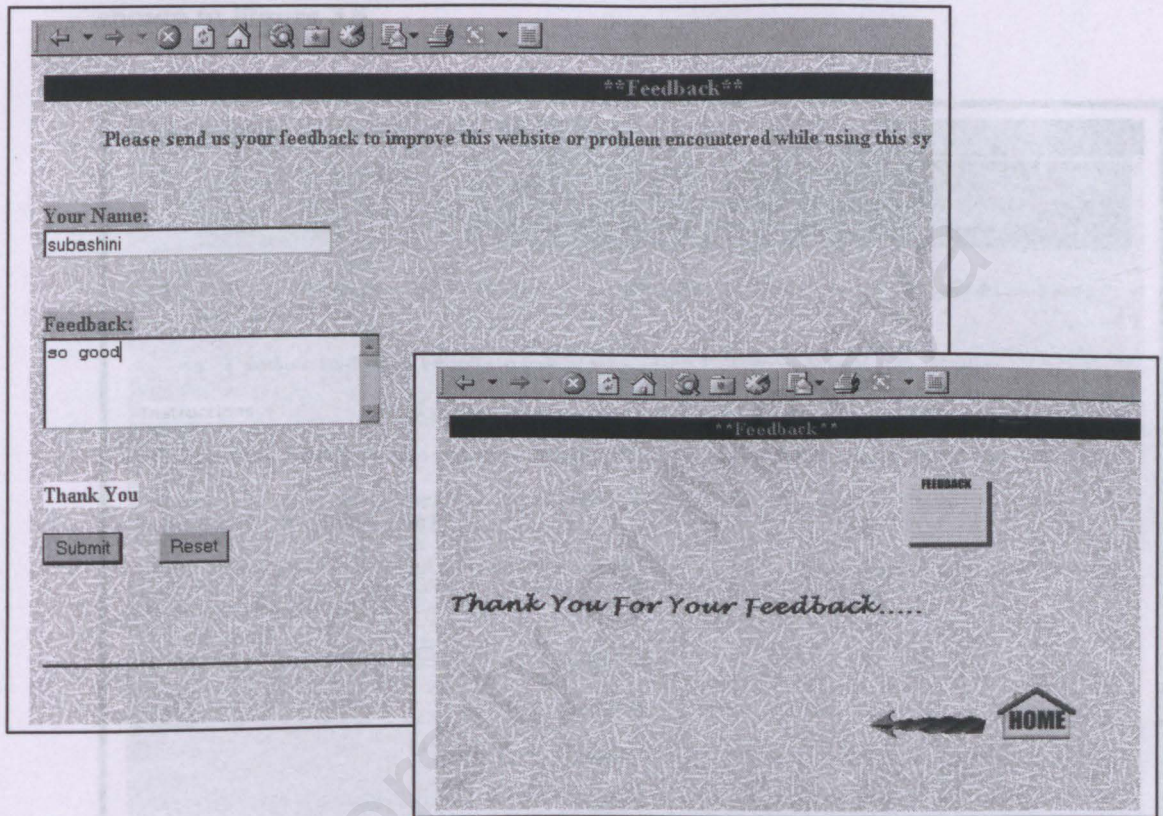 **Feedback**
Please send us your feedback to improve this website or problem encountered while using this sy
Your Name:
subashini
Feedback:
so good
Thank You
Submit Reset
**Feedback**
FEEDBACK
Thank You For Your Feedback.....
HOME